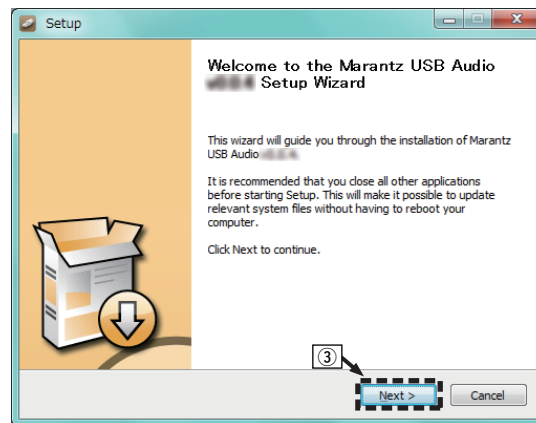 Setup
Welcome to the Marantz USB Audio
Setup Wizard
This wizard will guide you through the installation of Marantz
USB Audio
It is recommended that you close all other applications
before starting Setup. This will make it possible to update
relevant system files without having to reboot your
computer.
Click Next to continue.
③
Next >
Cancel